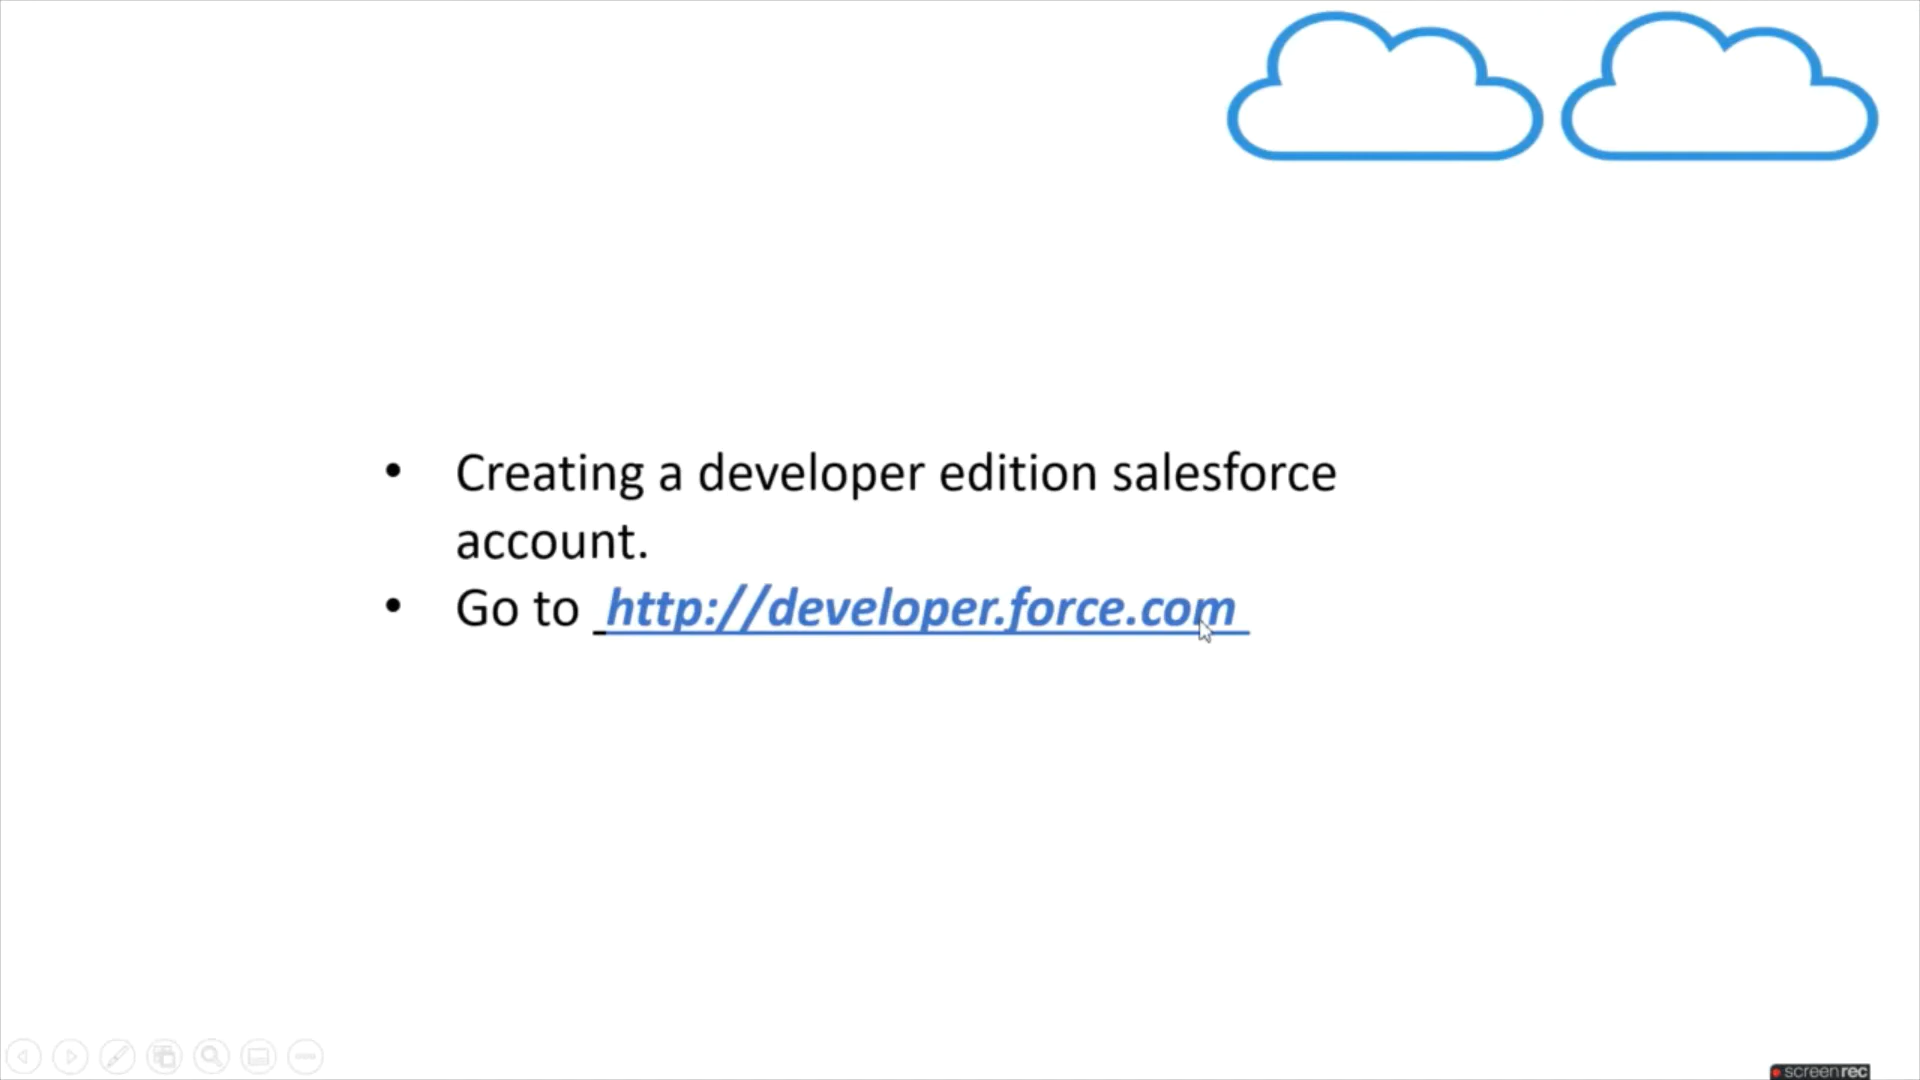 • Creating a developer edition salesforce
account.
• Go to http://developer.force.com
screenrec